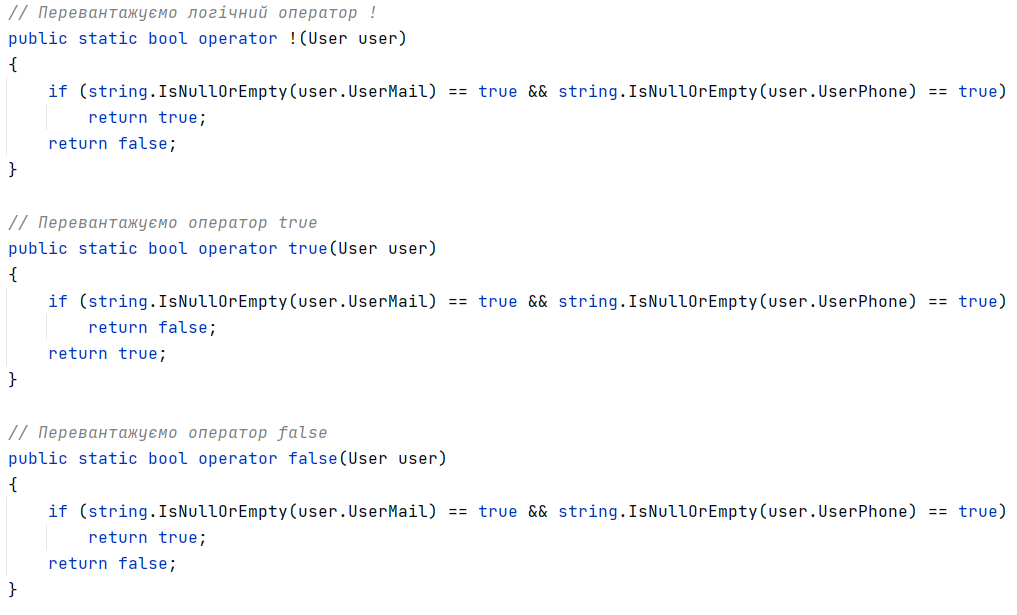 // Перевантажуємо логічний оператор !
public static bool operator !(User user)
{
    if (string.IsNullOrEmpty(user.UserMail) == true && string.IsNullOrEmpty(user.UserPhone) == true)
        return true;
    return false;
}

// Перевантажуємо оператор true
public static bool operator true(User user)
{
    if (string.IsNullOrEmpty(user.UserMail) == true && string.IsNullOrEmpty(user.UserPhone) == true)
        return false;
    return true;
}

// Перевантажуємо оператор false
public static bool operator false(User user)
{
    if (string.IsNullOrEmpty(user.UserMail) == true && string.IsNullOrEmpty(user.UserPhone) == true)
        return true;
    return false;
}